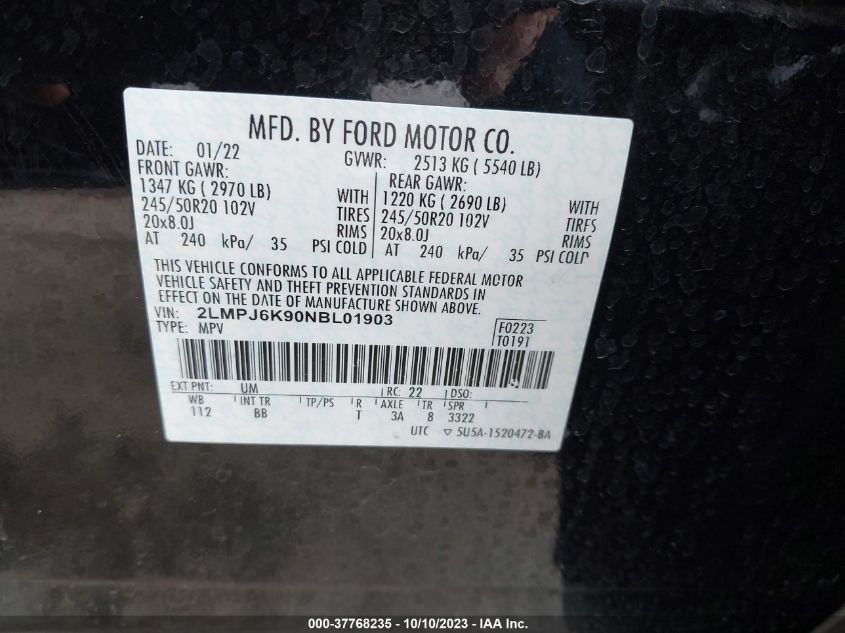 MFD. BY FORD MOTOR CO.
DATE: 01/22 GVWR: 2513 KG ( 5540 LB)
FRONT GAWR: REAR GAWR:
1347 KG ( 2970 LB) WITH 1220 KG ( 2690 LB) WITH
245/50R20 102V TIRES 245/50R20 102V TIRES
20x8.0J RIMS 20x8.0J RIMS
AT 240 kPa/ 35 PSI COLD AT 240 kPa/ 35 PSI COLD
THIS VEHICLE CONFORMS TO ALL APPLICABLE FEDERAL MOTOR
VEHICLE SAFETY AND THEFT PREVENTION STANDARDS IN
EFFECT ON THE DATE OF MANUFACTURE SHOWN ABOVE.
VIN: 2LMPJ6K90NBL01903 F0223
TYPE: MPV T0191
EXT PNT: UM RC: 22 DSO:
WB INT TR TP/PS R AXLE TR SPR
112 BB T 3A 8 3322
UTC ▽ 5U5A-1520472-BA
000-37768235 - 10/10/2023 - IAA Inc.